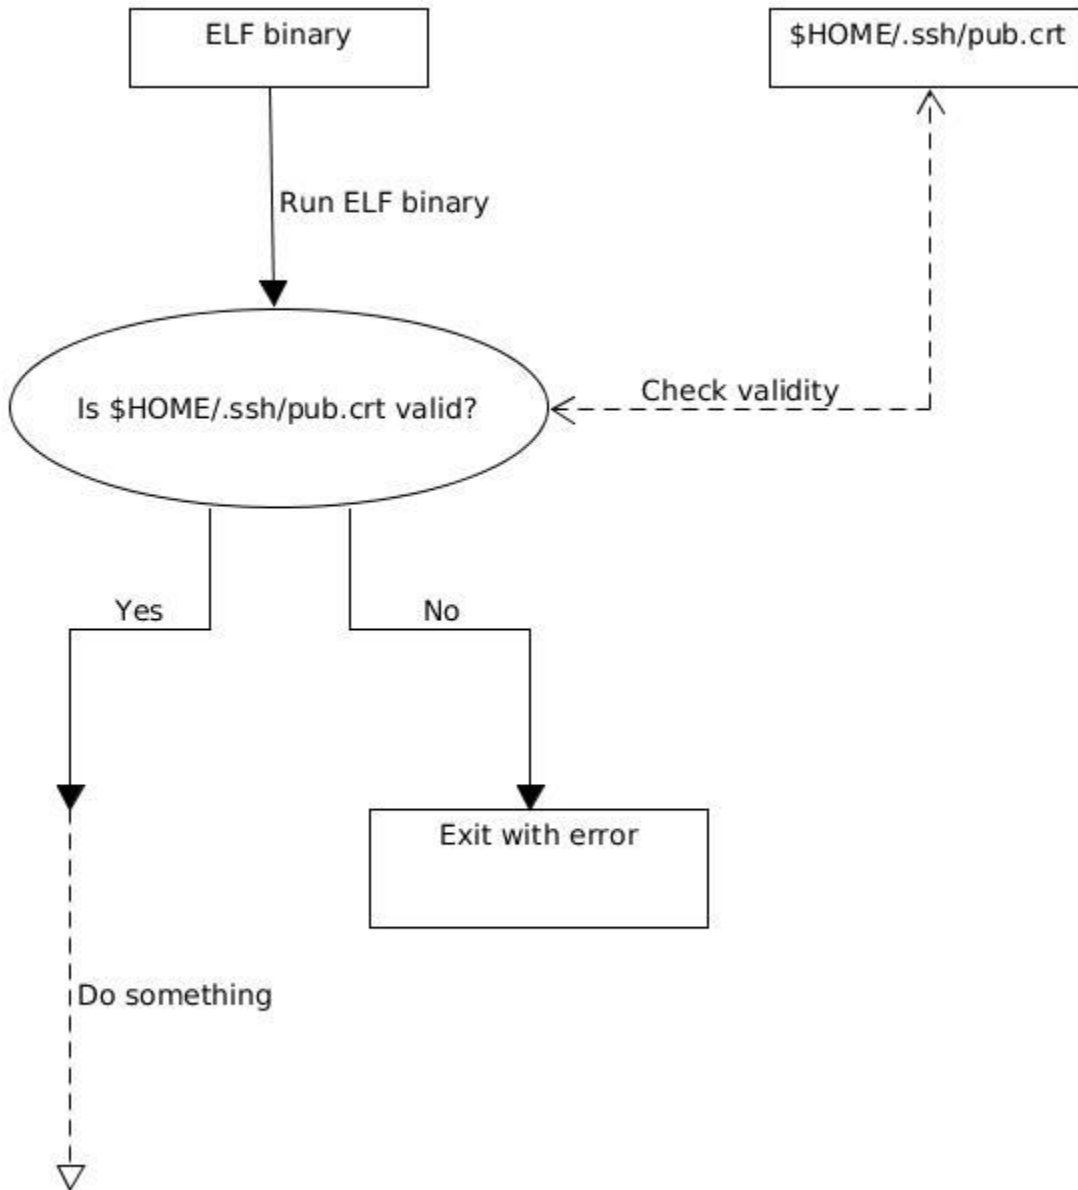 ELF binary
$HOME/.ssh/pub.crt
Run ELF binary
Check validity
Is $HOME/.ssh/pub.crt valid?
Yes
No
Exit with error
Do something